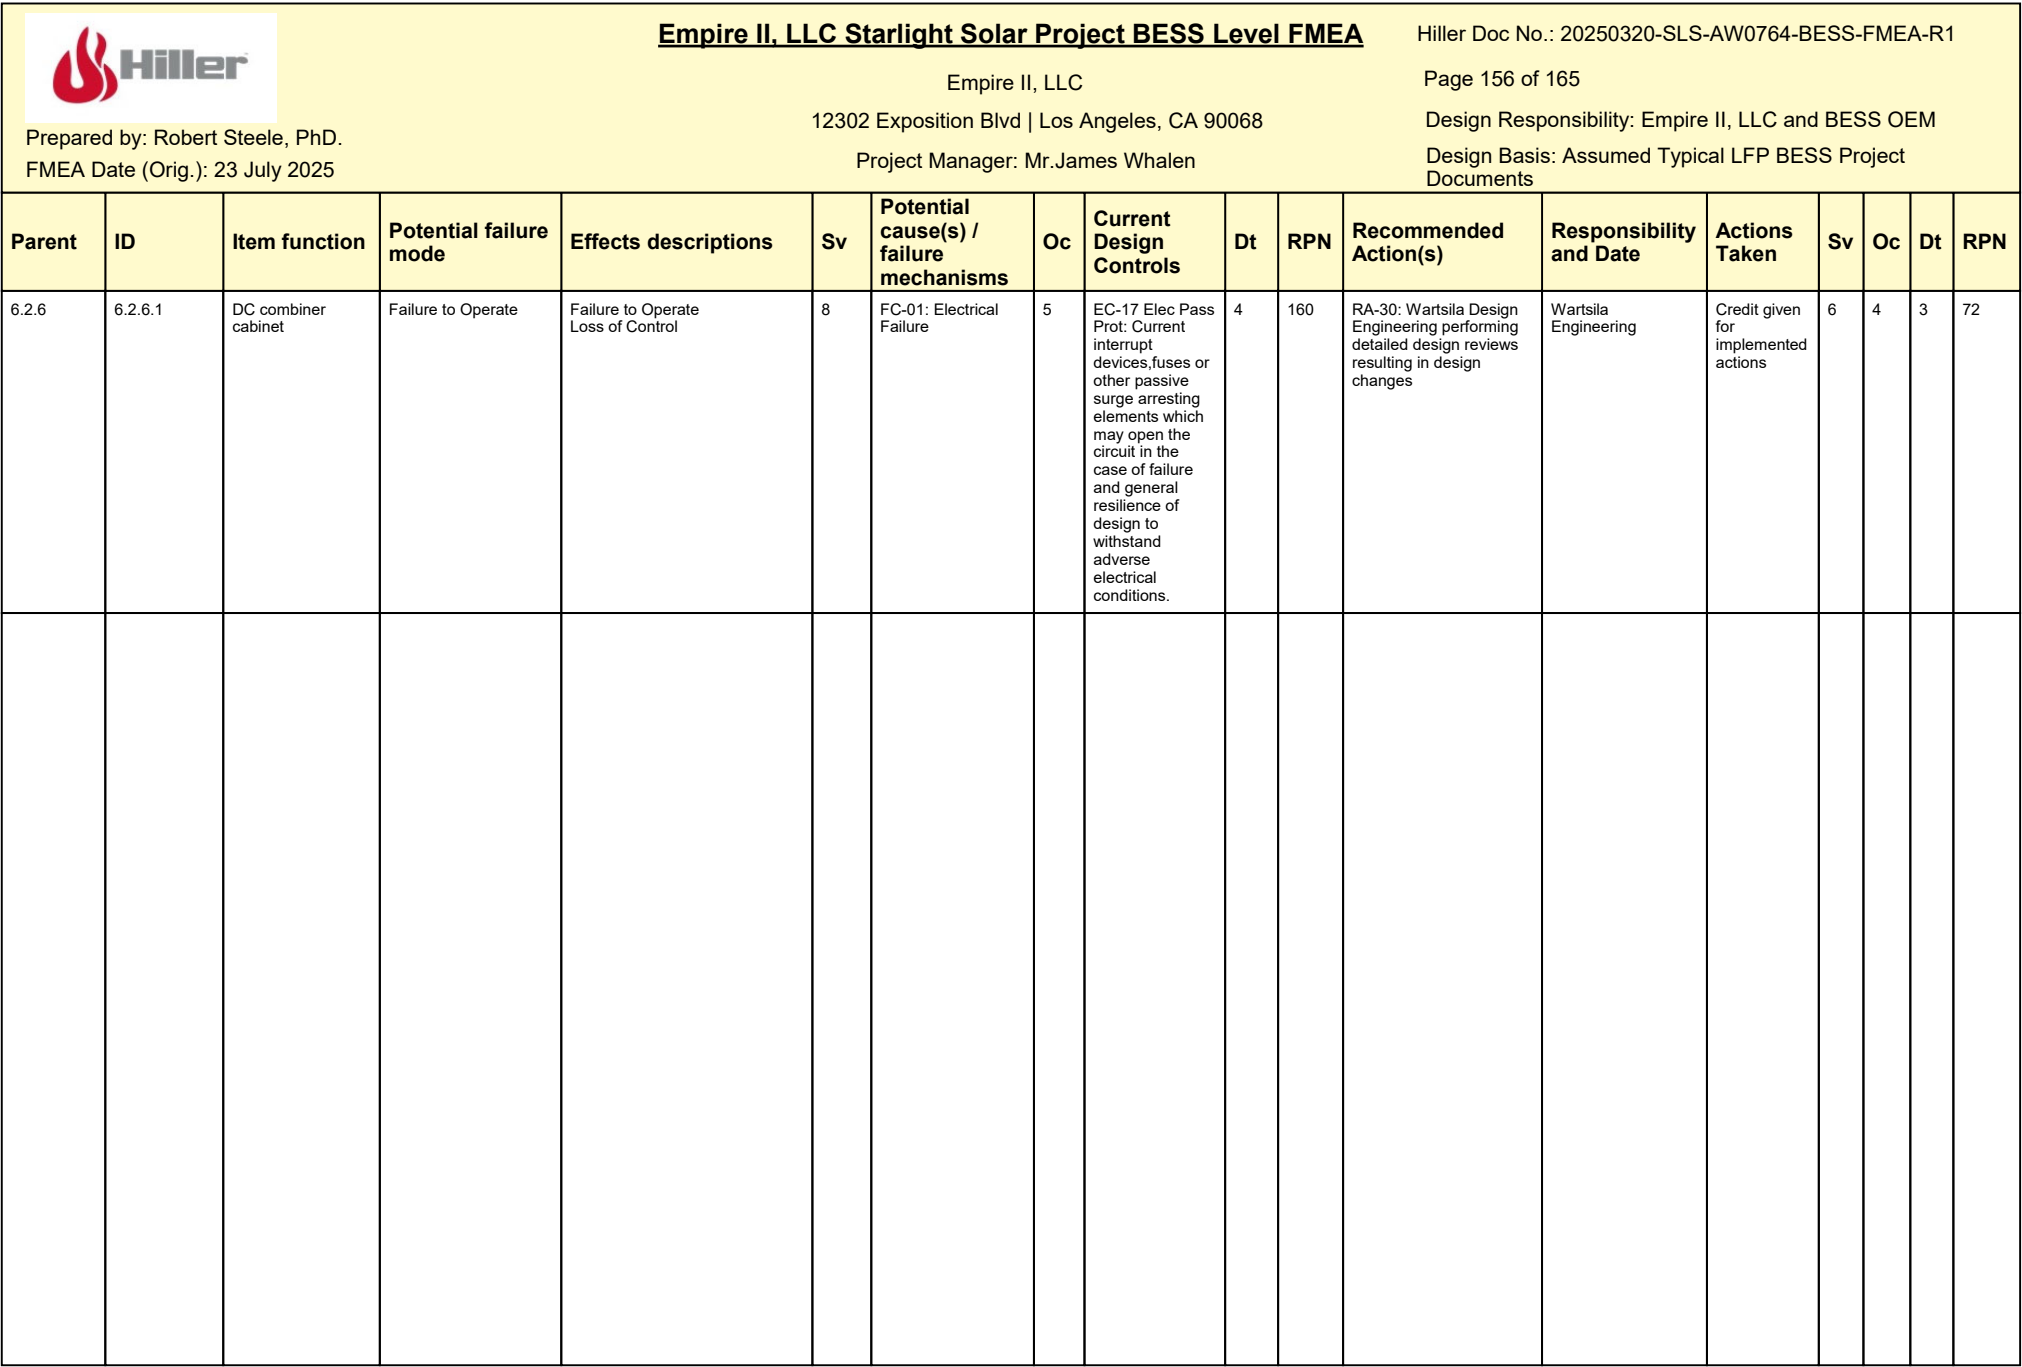 Hiller
Prepared by: Robert Steele, PhD.
FMEA Date (Orig.): 23 July 2025
Empire II, LLC Starlight Solar Project BESS Level FMEA
Empire II, LLC
12302 Exposition Blvd | Los Angeles, CA 90068
Project Manager: Mr.James Whalen
Hiller Doc No.: 20250320-SLS-AW0764-BESS-FMEA-R1
Page 156 of 165
Design Responsibility: Empire II, LLC and BESS OEM
Design Basis: Assumed Typical LFP BESS Project
Documents
Parent
ID
Item function
Potential failure
mode
Effects descriptions
Sv
Potential
cause(s) /
failure
mechanisms
Oc
Current
Design
Controls
Dt
RPN
Recommended
Action(s)
Responsibility
and Date
Actions
Taken
Sv
Oc
Dt
RPN
6.2.6
6.2.6.1
DC combiner
cabinet
Failure to Operate
Failure to Operate
Loss of Control
8
FC-01: Electrical
Failure
5
EC-17 Elec Pass
Prot: Current
interrupt
devices,fuses or
other passive
surge arresting
elements which
may open the
circuit in the
case of failure
and general
resilience of
design to
withstand
adverse
electrical
conditions.
4
160
RA-30: Wartsila Design
Engineering performing
detailed design reviews
resulting in design
changes
Wartsila
Engineering
Credit given
for
implemented
actions
6
4
3
72